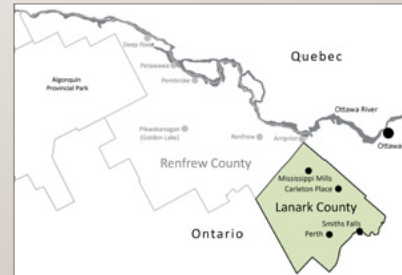 Quebec
Deep River
Petawawa
Pembroke
Algonquin
Provincial Park
Ottawa River
Ottawa
Pikwakanagan
(Golden Lake)
Renfrew
Arnprior
Renfrew County
Mississippi Mills
Carleton Place
Lanark County
Smiths Falls
Perth
Ontario